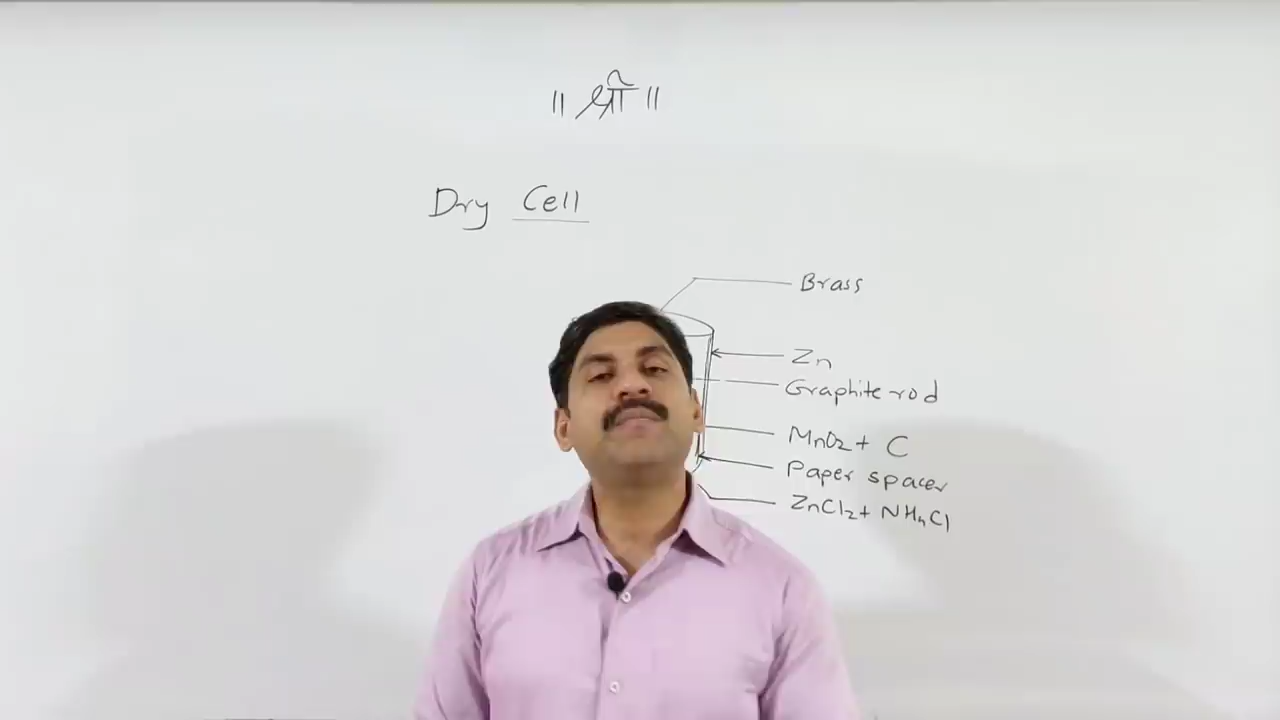 ॥ श्री ॥
Dry Cell
Brass
Zn
Graphite rod
MnO2 + C
Paper spacer
ZnCl2 + NH4Cl